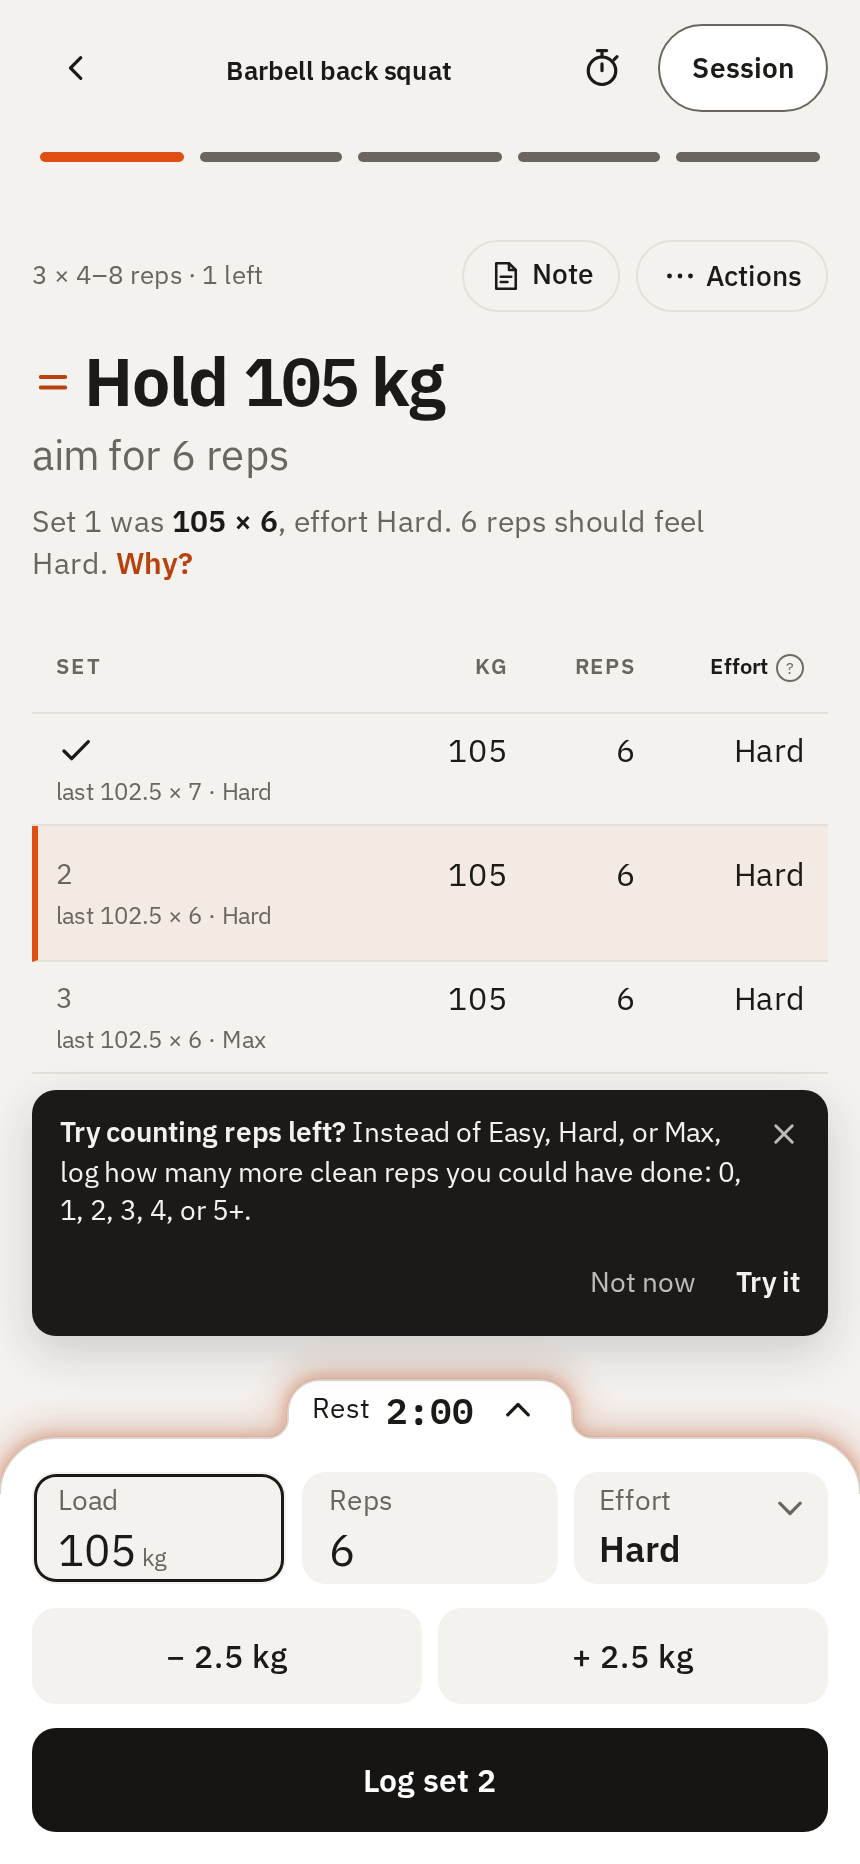 Barbell back squat
Session
3 × 4–8 reps · 1 left
Note
··· Actions
= Hold 105 kg
aim for 6 reps
Set 1 was 105 × 6, effort Hard. 6 reps should feel
Hard. Why?
SET KG REPS Effort ?
✓ 105 6 Hard
last 102.5 × 7 · Hard
2 105 6 Hard
last 102.5 × 6 · Hard
3 105 6 Hard
last 102.5 × 6 · Max
Try counting reps left? Instead of Easy, Hard, or Max,
log how many more clean reps you could have done: 0,
1, 2, 3, 4, or 5+.
Not now Try it
Rest 2:00
Load Reps Effort
105 kg 6 Hard
− 2.5 kg + 2.5 kg
Log set 2